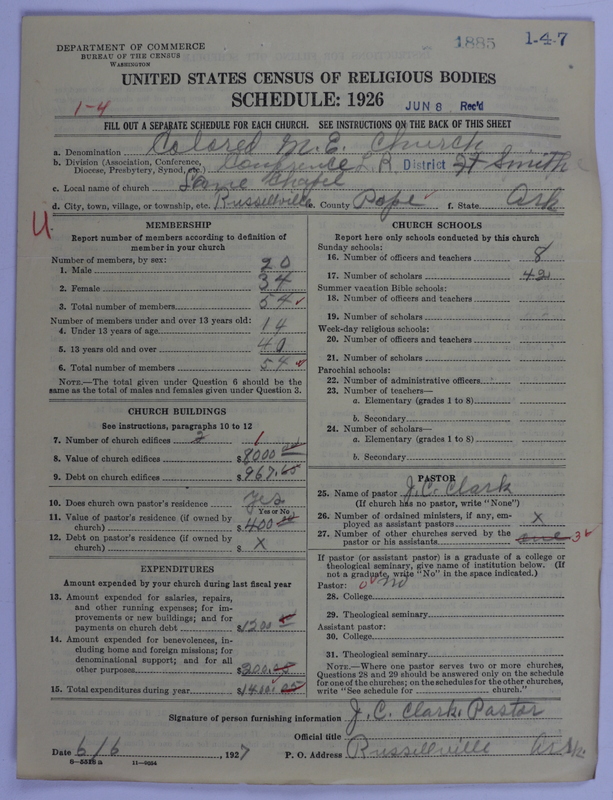 1885
1-4-7
DEPARTMENT OF COMMERCE
BUREAU OF THE CENSUS
WASHINGTON
UNITED STATES CENSUS OF RELIGIOUS BODIES
SCHEDULE: 1926
JUN 8 Rec'd
1-4
FILL OUT A SEPARATE SCHEDULE FOR EACH CHURCH. SEE INSTRUCTIONS ON THE BACK OF THIS SHEET
a. Denomination Colored M. E. Church
b. Division (Association, Conference, Diocese, Presbytery, Synod, etc.) Conference L. R. District Ft Smith
c. Local name of church Chapel
d. City, town, village, or township, etc. Russellville e. County Pope f. State Ark
U.
MEMBERSHIP
Report number of members according to definition of
member in your church
Number of members, by sex:
1. Male 20
2. Female 34
3. Total number of members 54
Number of members under and over 13 years old:
4. Under 13 years of age 14
5. 13 years old and over 40
6. Total number of members 54
NOTE.—The total given under Question 6 should be the
same as the total of males and females given under Question 3.
CHURCH BUILDINGS
See instructions, paragraphs 10 to 12
7. Number of church edifices 2 1
8. Value of church edifices $8000 00
9. Debt on church edifices $967.65
10. Does church own pastor's residence yes
Yes or No
11. Value of pastor's residence (if owned by
church) $400 00
12. Debt on pastor's residence (if owned by
church) $ X
EXPENDITURES
Amount expended by your church during last fiscal year
13. Amount expended for salaries, repairs,
and other running expenses; for im-
provements or new buildings; and for
payments on church debt $1200
14. Amount expended for benevolences, in-
cluding home and foreign missions; for
denominational support; and for all
other purposes $200.05
15. Total expenditures during year $1400.05
CHURCH SCHOOLS
Report here only schools conducted by this church
Sunday schools:
16. Number of officers and teachers 8
17. Number of scholars 42
Summer vacation Bible schools:
18. Number of officers and teachers
19. Number of scholars
Week-day religious schools:
20. Number of officers and teachers
21. Number of scholars
Parochial schools:
22. Number of administrative officers
23. Number of teachers—
a. Elementary (grades 1 to 8)
b. Secondary
24. Number of scholars—
a. Elementary (grades 1 to 8)
b. Secondary
PASTOR
25. Name of pastor J. C. Clark
(If church has no pastor, write "None")
26. Number of ordained ministers, if any, em-
ployed as assistant pastors X
27. Number of other churches served by the
pastor or his assistants one 3
If pastor (or assistant pastor) is a graduate of a college or
theological seminary, give name of institution below. (If
not a graduate, write "No" in the space indicated.)
Pastor: 0 No
28. College
29. Theological seminary
Assistant pastor:
30. College
31. Theological seminary
NOTE.—Where one pastor serves two or more churches,
Questions 28 and 29 should be answered only on the schedule
for one of the churches; on the schedules for the other churches,
write "See schedule for church."
Signature of person furnishing information J. C. Clark. Pastor
Official title
Date 6/6, 1927 P. O. Address Russellville Ark.
8—5518a 11—9034